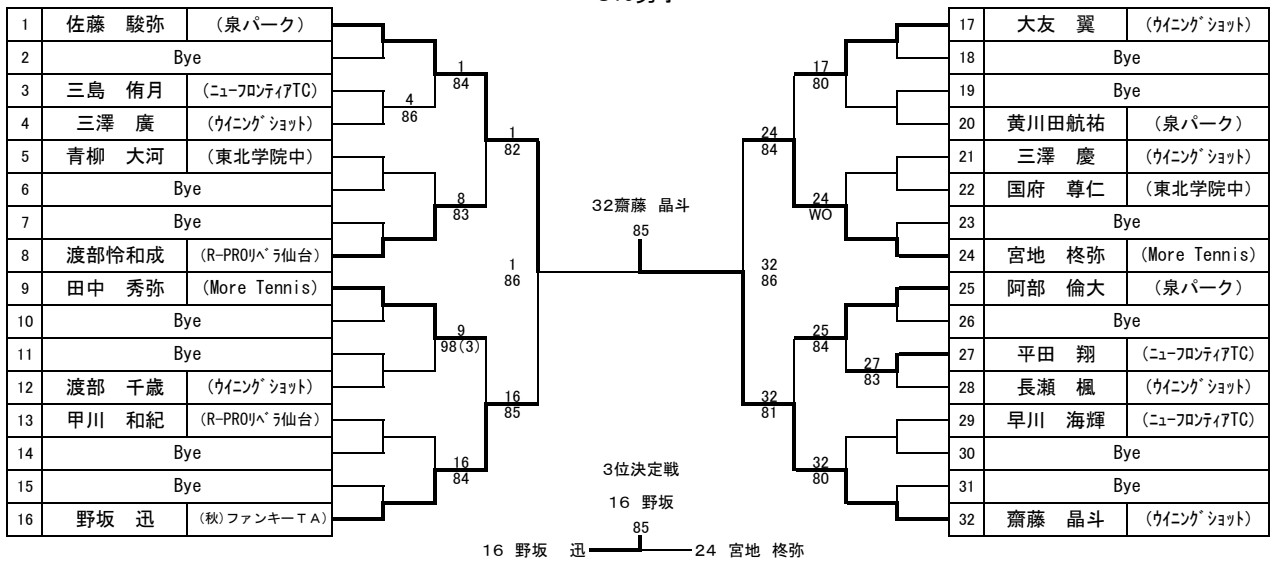 1 佐藤 駿弥 (泉パーク)
2 Bye
3 三島 侑月 (ニューフロンティアTC)
4 三澤 廣 (ウイニングショット)
5 青柳 大河 (東北学院中)
6 Bye
7 Bye
8 渡部怜和成 (R-PROリベラ仙台)
9 田中 秀弥 (More Tennis)
10 Bye
11 Bye
12 渡部 千歳 (ウイニングショット)
13 甲川 和紀 (R-PROリベラ仙台)
14 Bye
15 Bye
16 野坂 迅 (秋)ファンキーTA)
4
86
1
84
8
83
9
98(3)
16
84
1
82
16
85
1
86
32齋藤 晶斗
85
32
86
24
84
32
81
17
80
24
WO
25
84
27
83
32
80
17 大友 翼 (ウイニングショット)
18 Bye
19 Bye
20 黄川田航祐 (泉パーク)
21 三澤 慶 (ウイニングショット)
22 国府 尊仁 (東北学院中)
23 Bye
24 宮地 柊弥 (More Tennis)
25 阿部 倫大 (泉パーク)
26 Bye
27 平田 翔 (ニューフロンティアTC)
28 長瀬 楓 (ウイニングショット)
29 早川 海輝 (ニューフロンティアTC)
30 Bye
31 Bye
32 齋藤 晶斗 (ウイニングショット)
3位決定戦
16 野坂
85
16 野坂 迅
24 宮地 柊弥